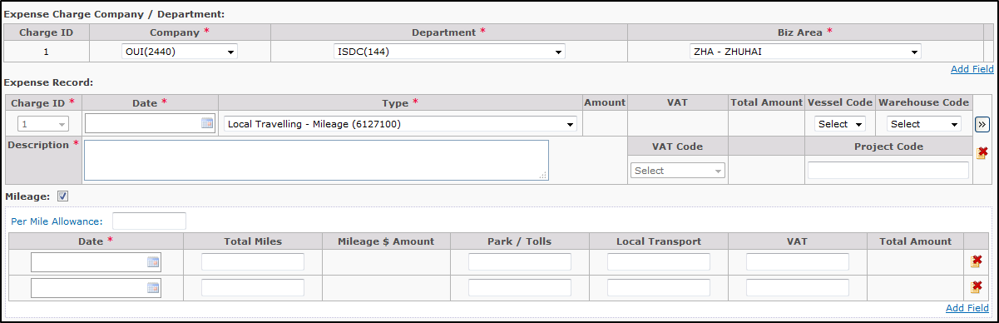 Expense Charge Company / Department:
Charge ID Company * Department * Biz Area *
1 OUI(2440) ISDC(144) ZHA - ZHUHAI
Add Field
Expense Record:
Charge ID * Date * Type * Amount VAT Total Amount Vessel Code Warehouse Code
1 Local Travelling - Mileage (6127100) Select Select »
Description * VAT Code Project Code
Select
Mileage:
Per Mile Allowance:
Date * Total Miles Mileage $ Amount Park / Tolls Local Transport VAT Total Amount
Add Field